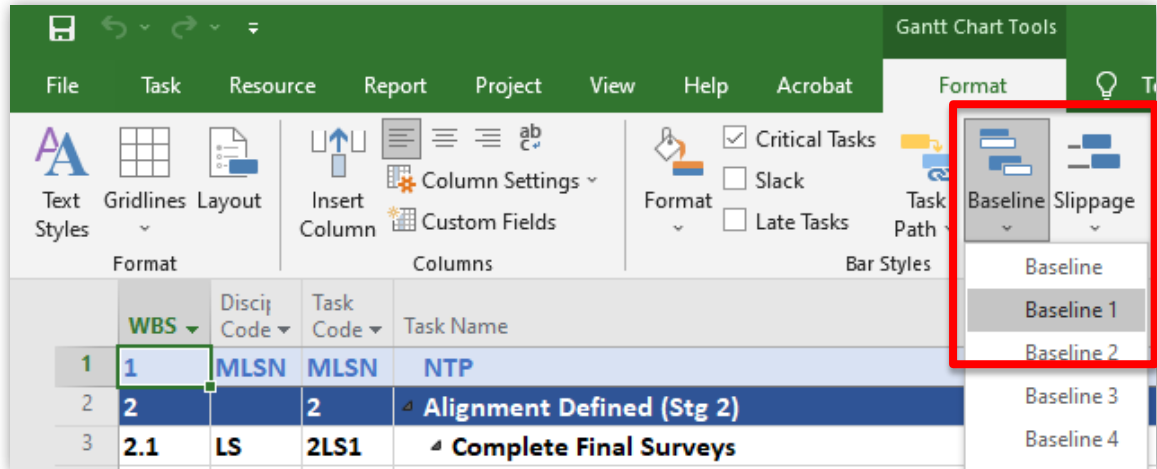 Gantt Chart Tools
File Task Resource Report Project View Help Acrobat Format
Text Styles
Gridlines
Layout
Format
Insert Column
ab
c
Column Settings
Custom Fields
Columns
Format
Critical Tasks
Slack
Late Tasks
Task Path
Bar Styles
Baseline
Slippage
Baseline
Baseline 1
Baseline 2
Baseline 3
Baseline 4
WBS
Code
Task Code
Task Name
1 1 MLSN MLSN NTP
2 2 2 Alignment Defined (Stg 2)
3 2.1 LS 2LS1 Complete Final Surveys